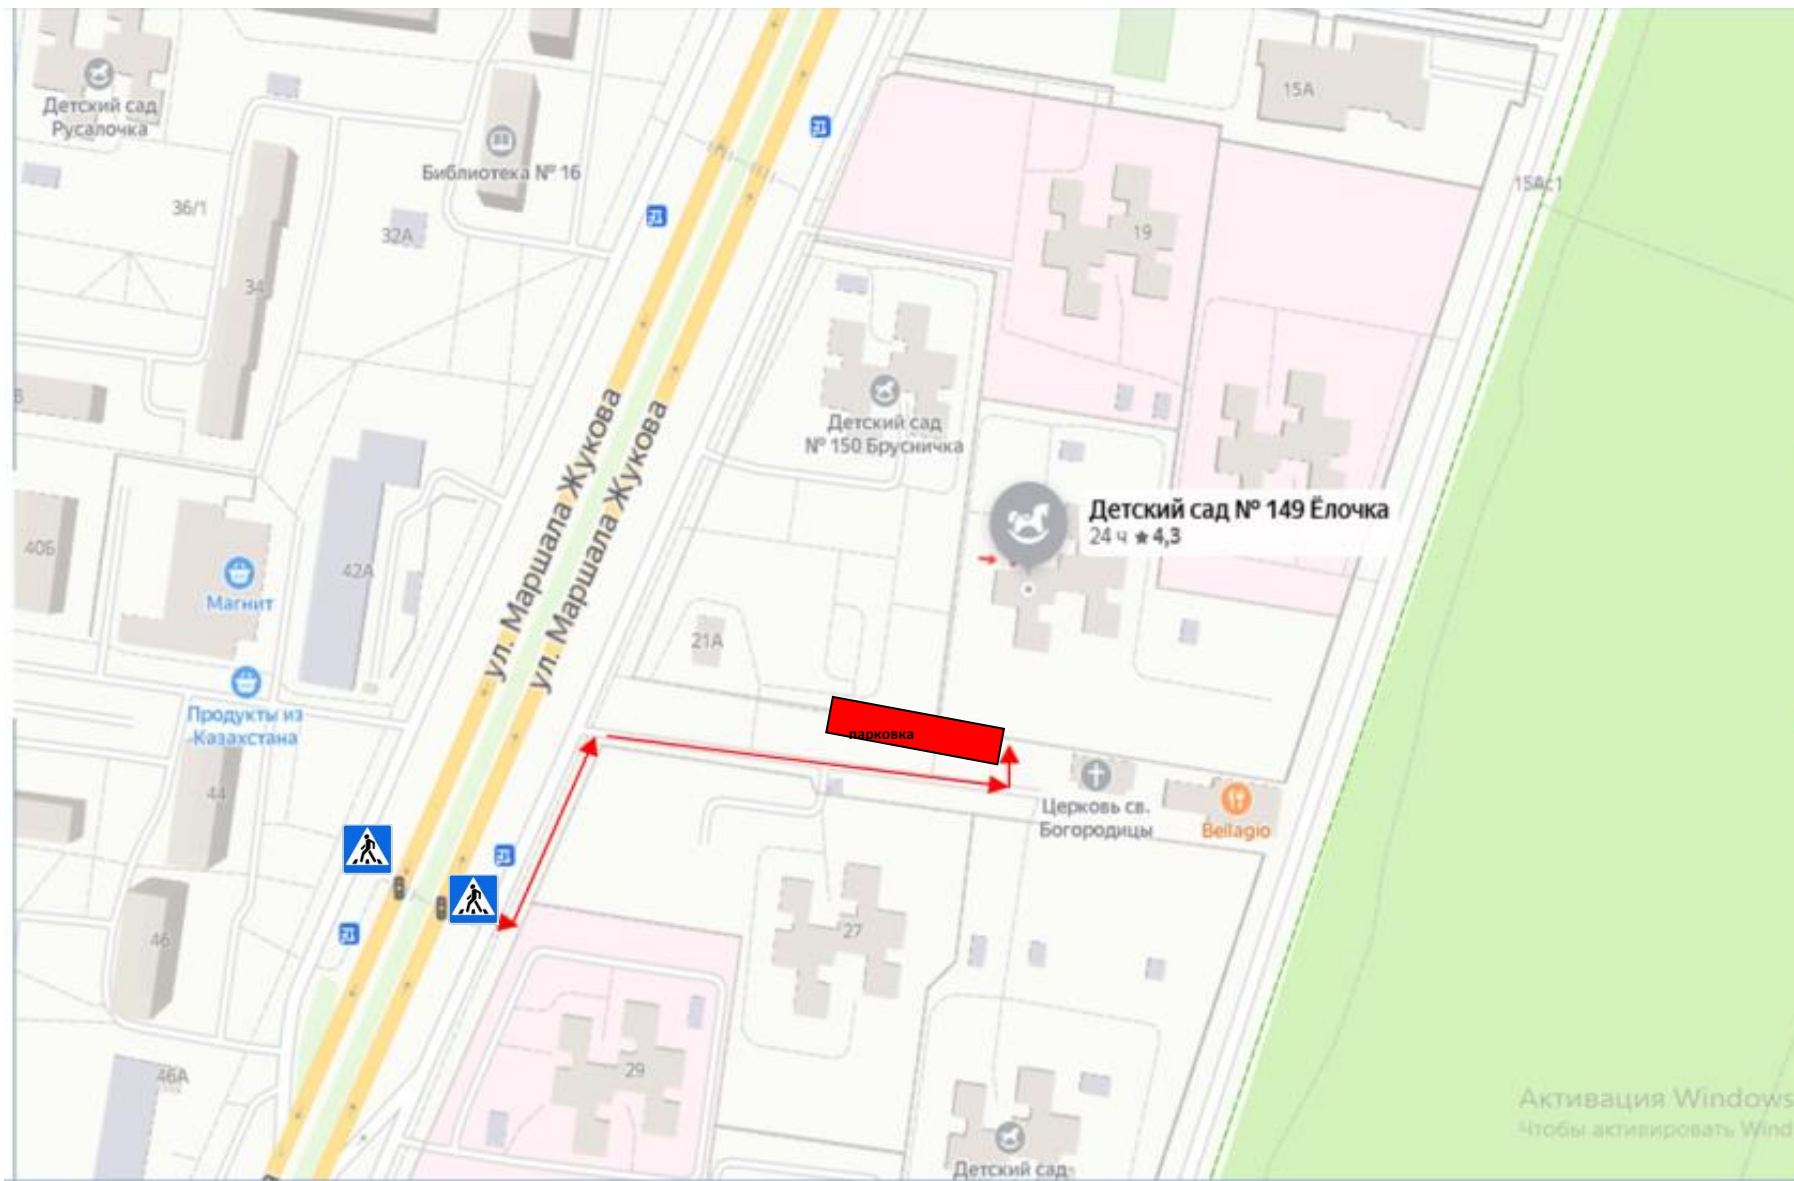 Детский сад
Русалочка
15А
Библиотека № 16
36/1
32А
15Ас1
19
34
ул. Маршала Жукова
ул. Маршала Жукова
Детский сад
№ 150 Брусничка
Детский сад № 149 Ёлочка
24 ч ★ 4,3
40Б
42А
Магнит
21А
Продукты из
Казахстана
парковка
44
Церковь св.
Богородицы
Bellagio
46
27
29
46А
Детский сад
Активация Windows
Чтобы активировать Wind